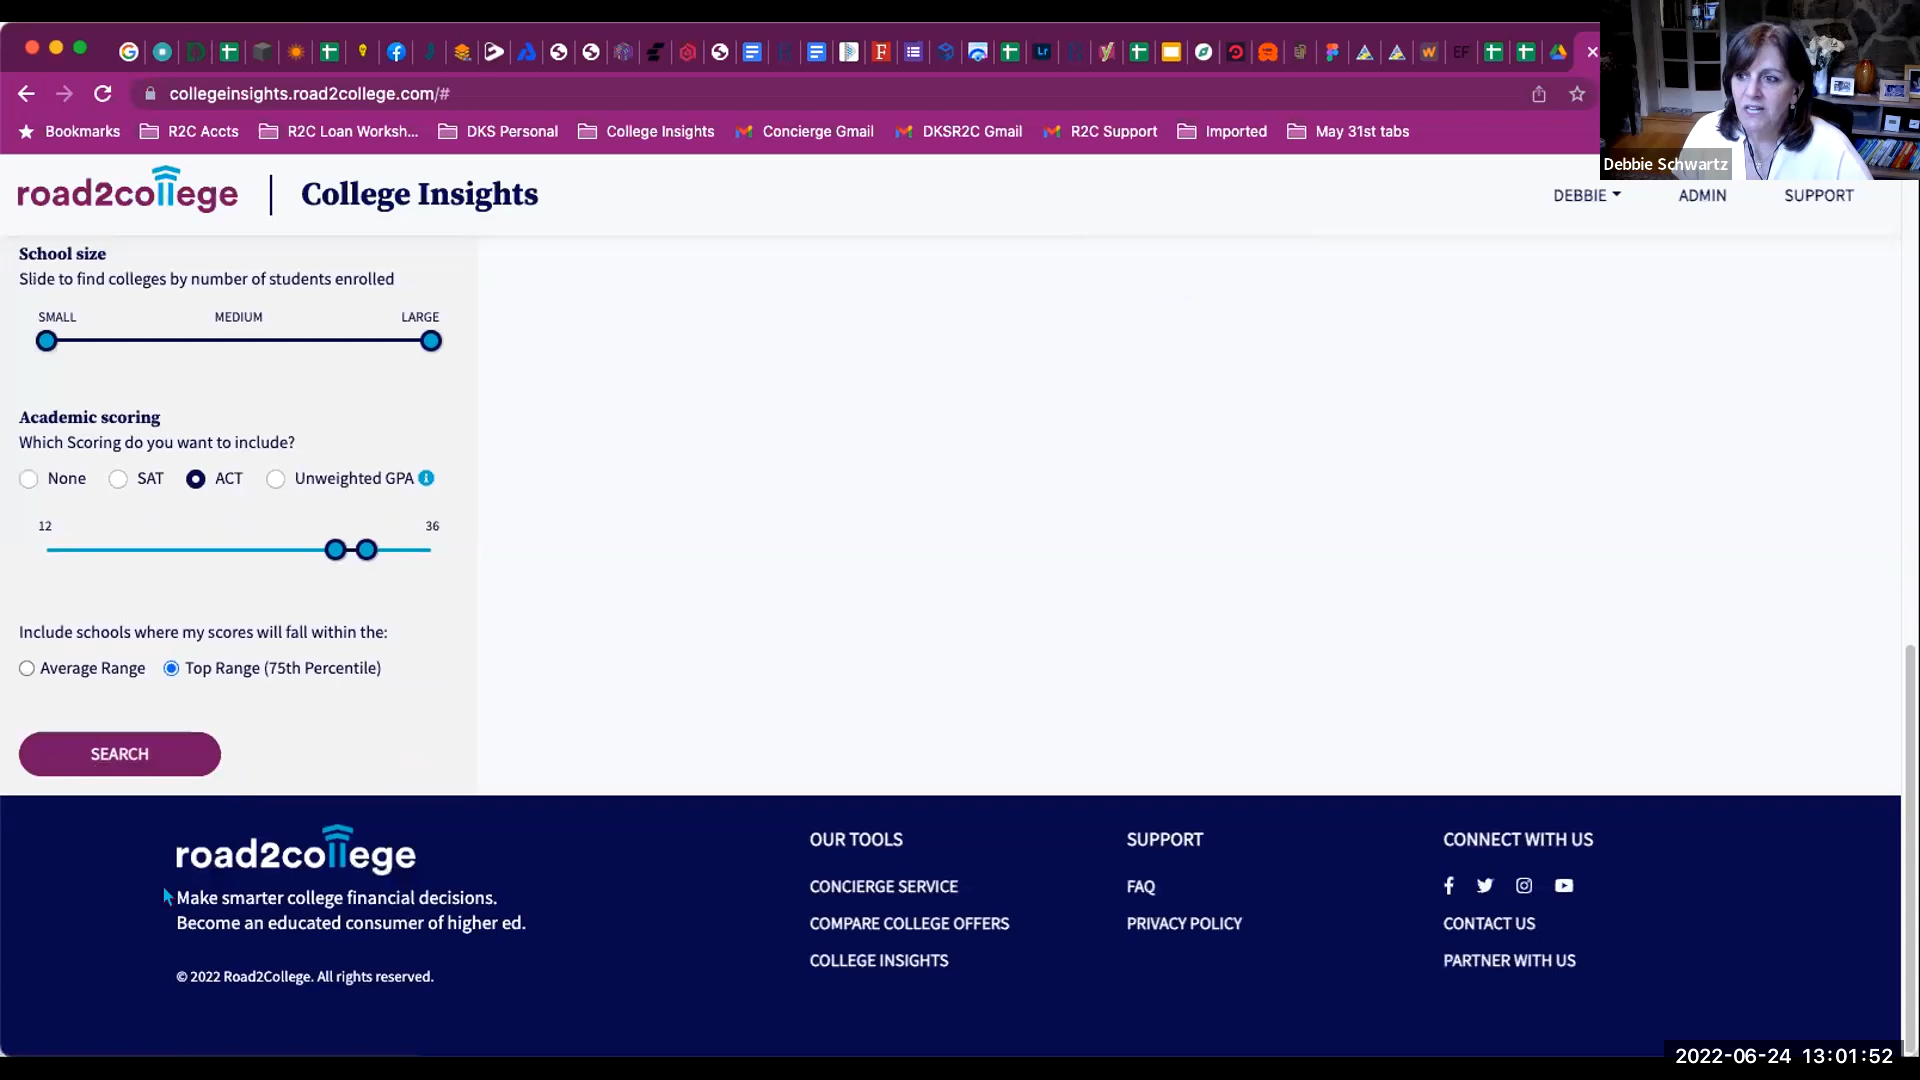 collegeinsights.road2college.com/#
Bookmarks R2C Accts R2C Loan Worksh... DKS Personal College Insights Concierge Gmail DKSR2C Gmail R2C Support Imported May 31st tabs
Debbie Schwartz
road2college | College Insights
DEBBIE ADMIN SUPPORT
School size
Slide to find colleges by number of students enrolled
SMALL MEDIUM LARGE
Academic scoring
Which Scoring do you want to include?
None SAT ACT Unweighted GPA
12 36
Include schools where my scores will fall within the:
Average Range Top Range (75th Percentile)
SEARCH
road2college
Make smarter college financial decisions.
Become an educated consumer of higher ed.
© 2022 Road2College. All rights reserved.
OUR TOOLS
CONCIERGE SERVICE
COMPARE COLLEGE OFFERS
COLLEGE INSIGHTS
SUPPORT
FAQ
PRIVACY POLICY
CONNECT WITH US
CONTACT US
PARTNER WITH US
2022-06-24 13:01:52